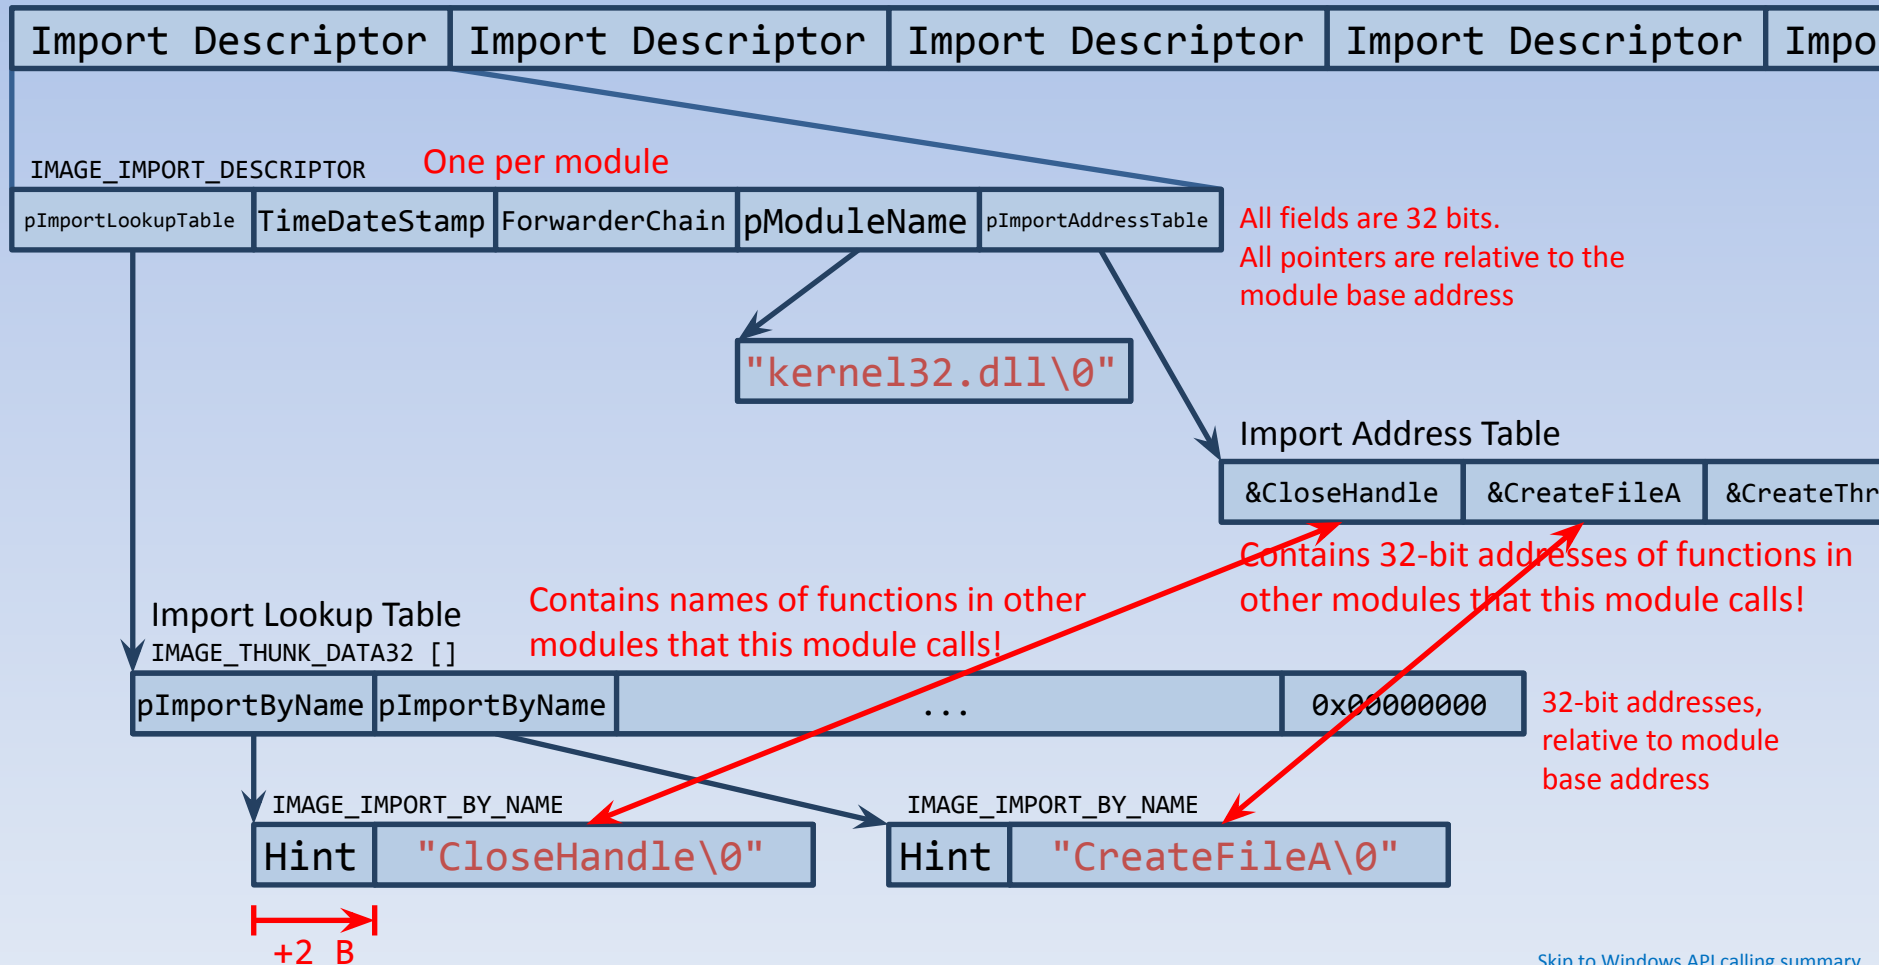 Import Descriptor Import Descriptor Import Descriptor Import Descriptor Impo
IMAGE_IMPORT_DESCRIPTOR One per module
pImportLookupTable TimeDateStamp ForwarderChain pModuleName pImportAddressTable
All fields are 32 bits.
All pointers are relative to the
module base address
"kernel32.dll\0"
Import Address Table
&CloseHandle &CreateFileA &CreateThr
Contains 32-bit addresses of functions in
other modules that this module calls!
Contains names of functions in other
modules that this module calls!
Import Lookup Table
IMAGE_THUNK_DATA32 []
pImportByName pImportByName ... 0x00000000
32-bit addresses,
relative to module
base address
IMAGE_IMPORT_BY_NAME IMAGE_IMPORT_BY_NAME
Hint "CloseHandle\0" Hint "CreateFileA\0"
+2 B
Skip to Windows API calling summary